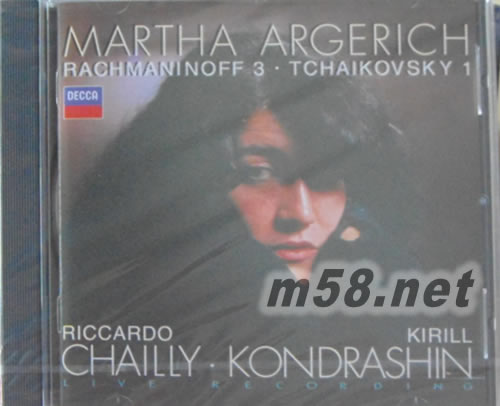 MARTHA ARGERICH
RACHMANINOFF 3 · TCHAIKOVSKY 1
DECCA
m58.net
RICCARDO KIRILL
CHAILLY · KONDRASHIN
LIVE RECORDING